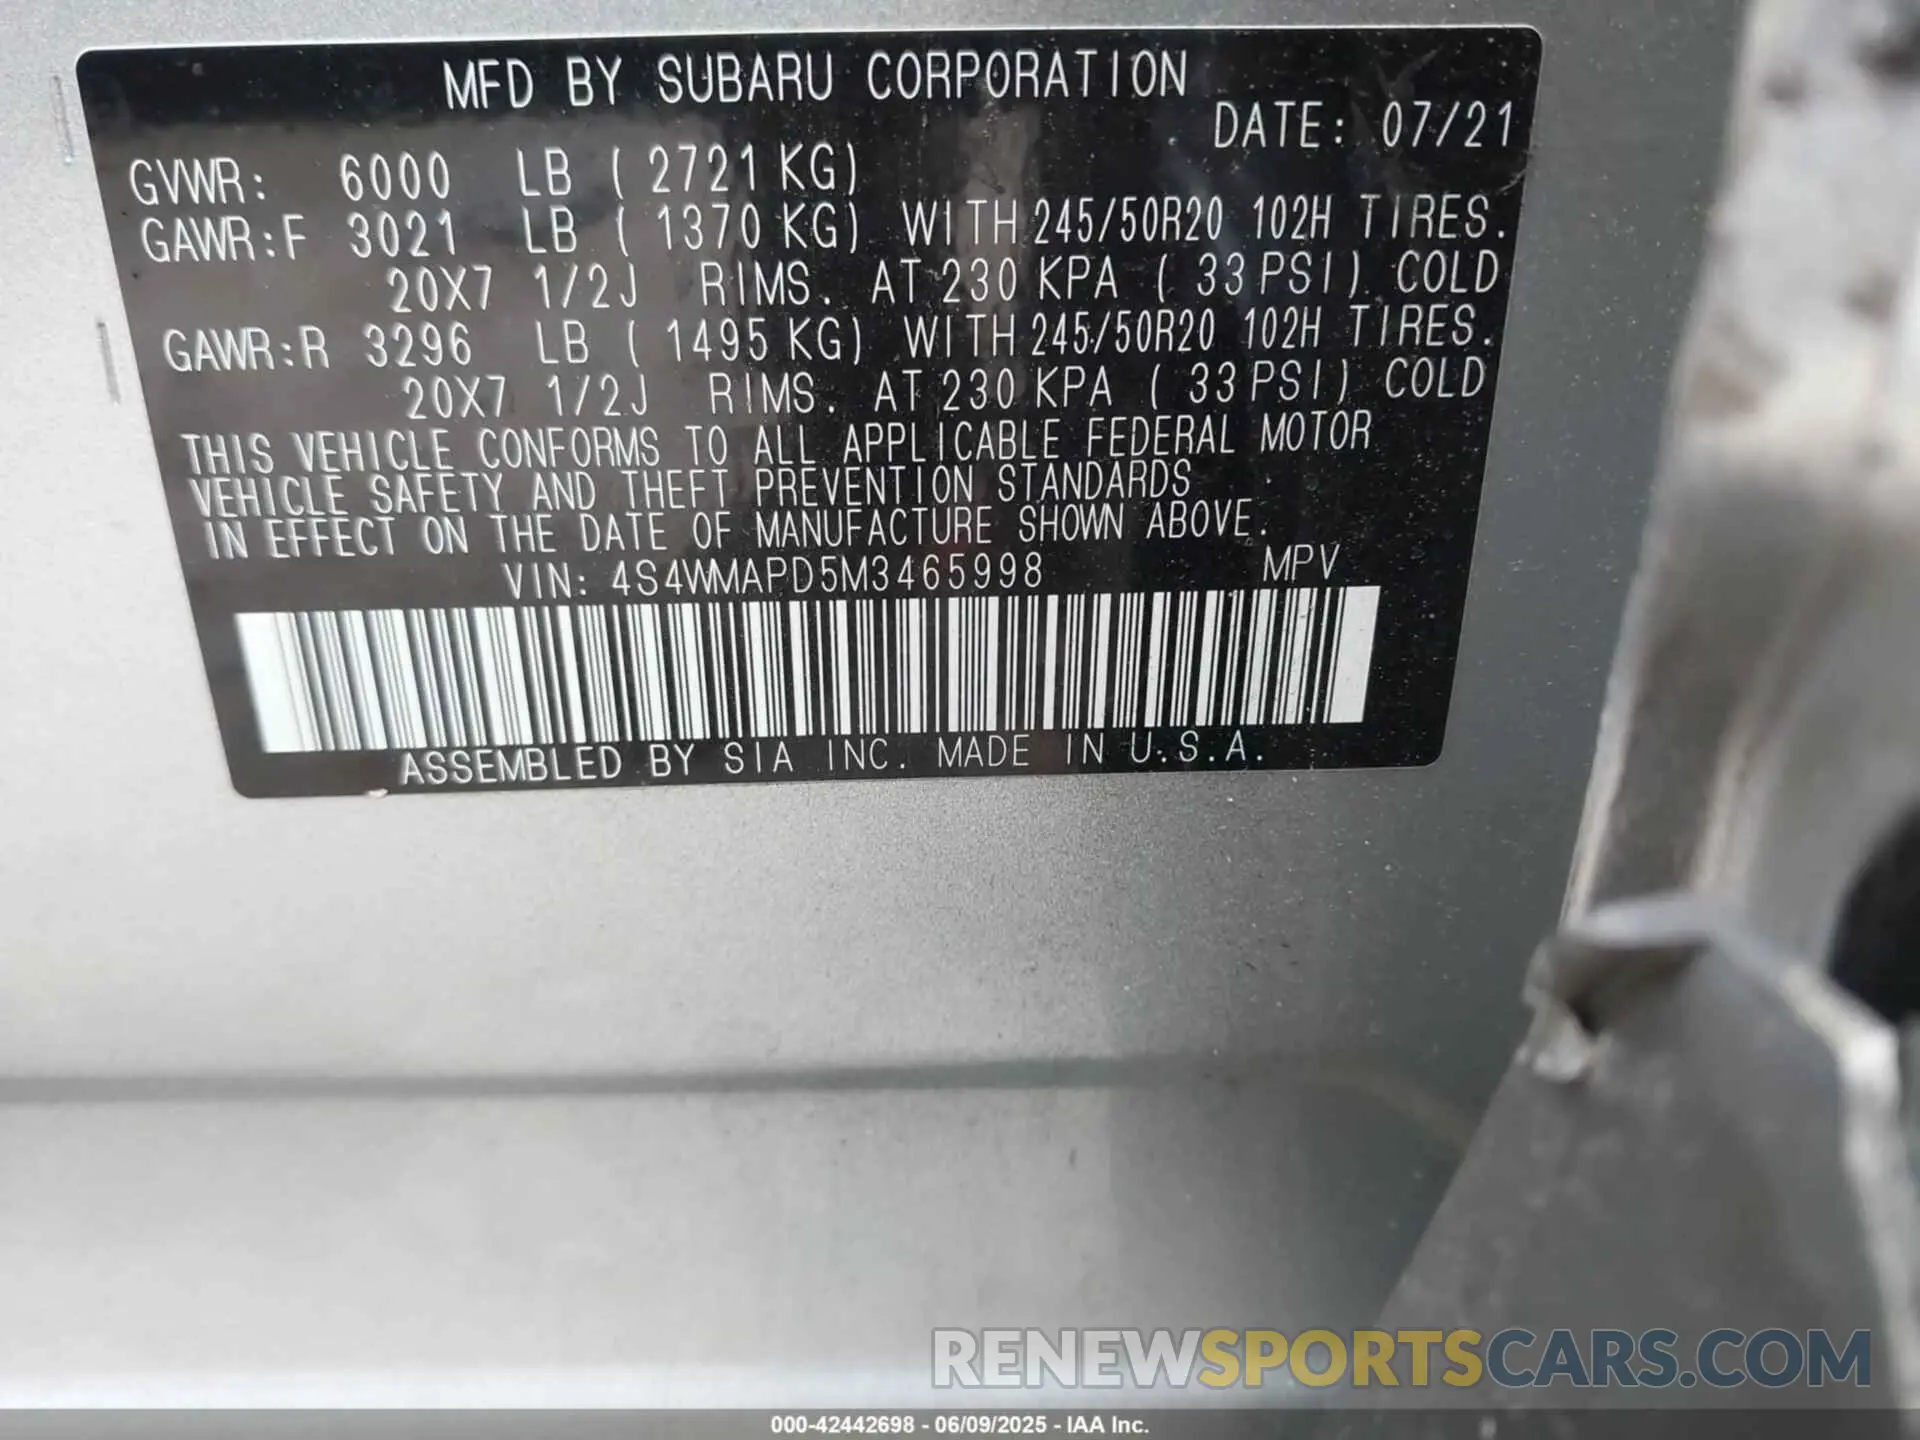 MFD BY SUBARU CORPORATION
DATE: 07/21
GVWR: 6000 LB ( 2721 KG)
GAWR:F 3021 LB ( 1370 KG) WITH 245/50R20 102H TIRES.
20X7 1/2J RIMS. AT 230 KPA ( 33 PSI) COLD
GAWR:R 3296 LB ( 1495 KG) WITH 245/50R20 102H TIRES.
20X7 1/2J RIMS. AT 230 KPA ( 33 PSI) COLD
THIS VEHICLE CONFORMS TO ALL APPLICABLE FEDERAL MOTOR
VEHICLE SAFETY AND THEFT PREVENTION STANDARDS
IN EFFECT ON THE DATE OF MANUFACTURE SHOWN ABOVE.
VIN: 4S4WMAPD5M3465998 MPV
ASSEMBLED BY SIA INC. MADE IN U.S.A.
RENEWSPORTSCARS.COM
000-42442698 - 06/09/2025 - IAA Inc.